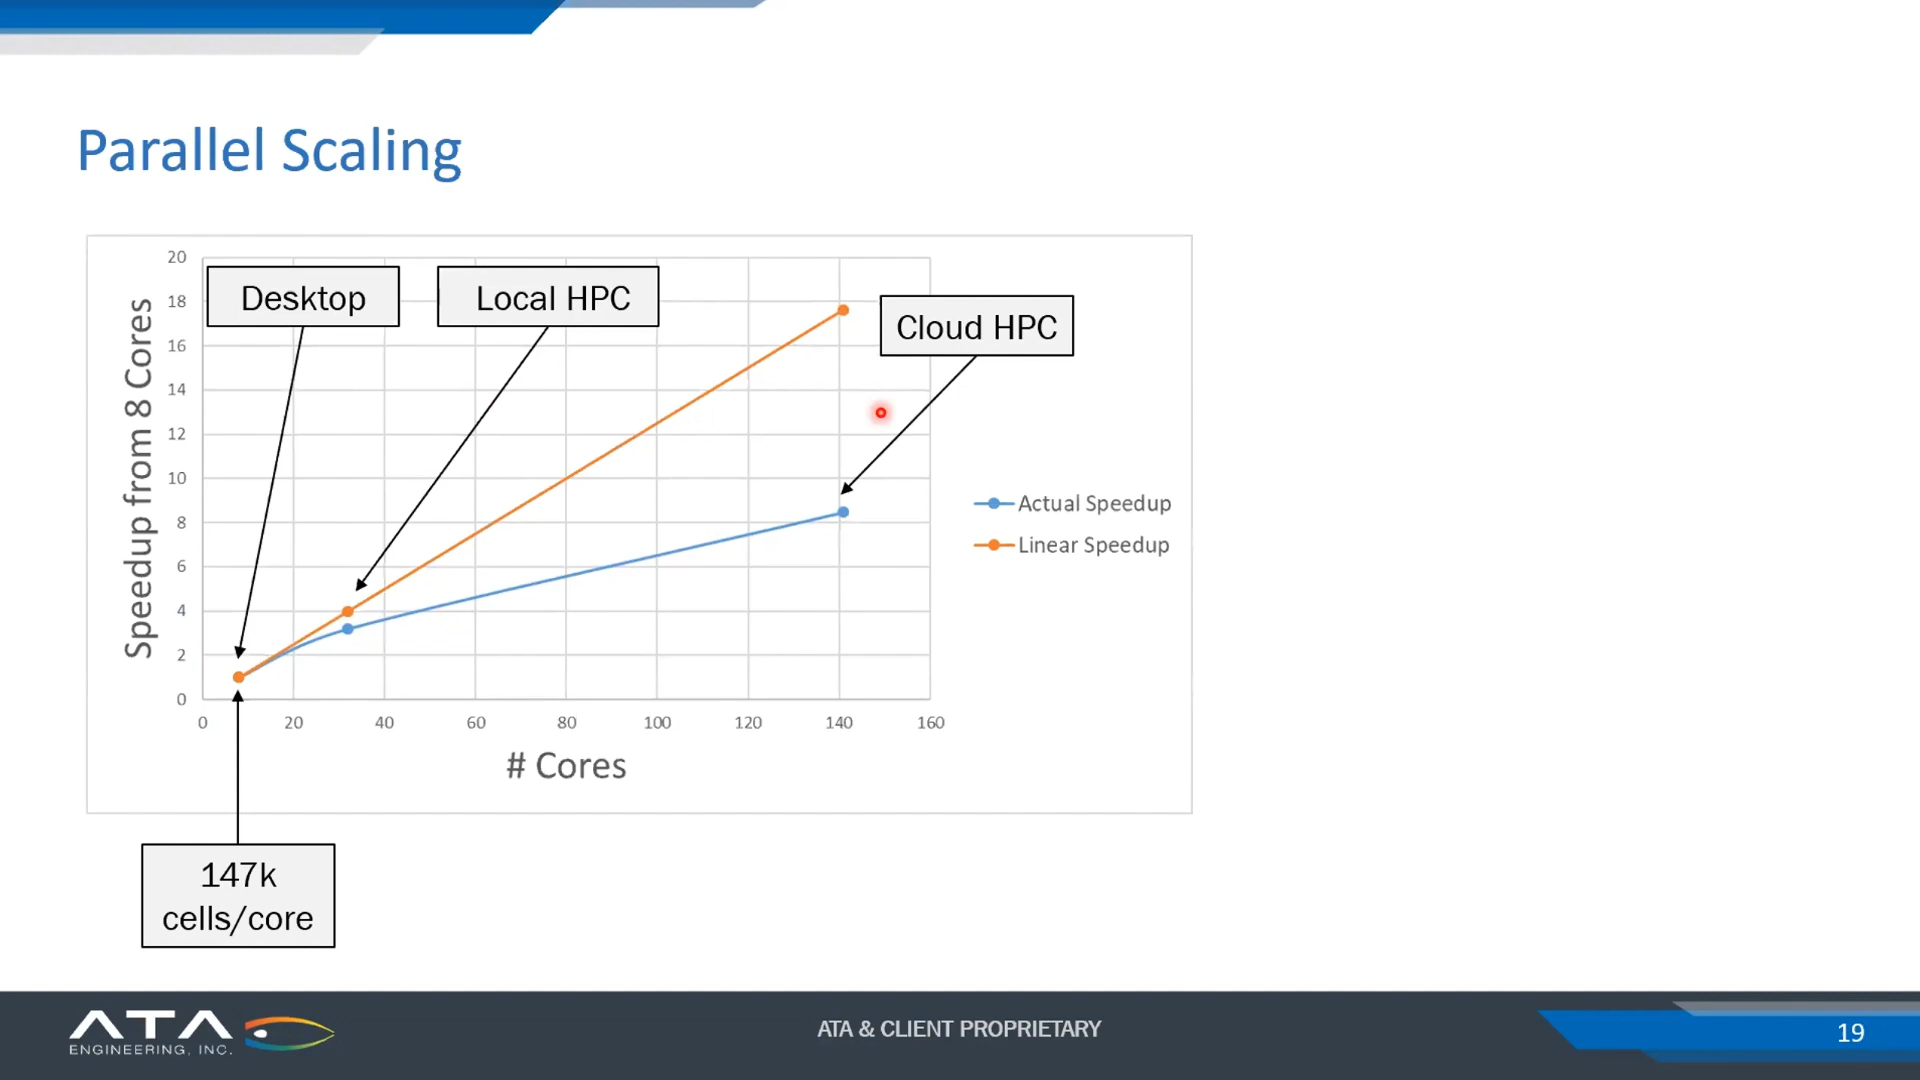 Parallel Scaling
20
18
16
14
12
10
8
6
4
2
0
Speedup from 8 Cores
Desktop
Local HPC
Cloud HPC
Actual Speedup
Linear Speedup
0 20 40 60 80 100 120 140 160
# Cores
147k
cells/core
ATA
ENGINEERING, INC.
ATA & CLIENT PROPRIETARY
19